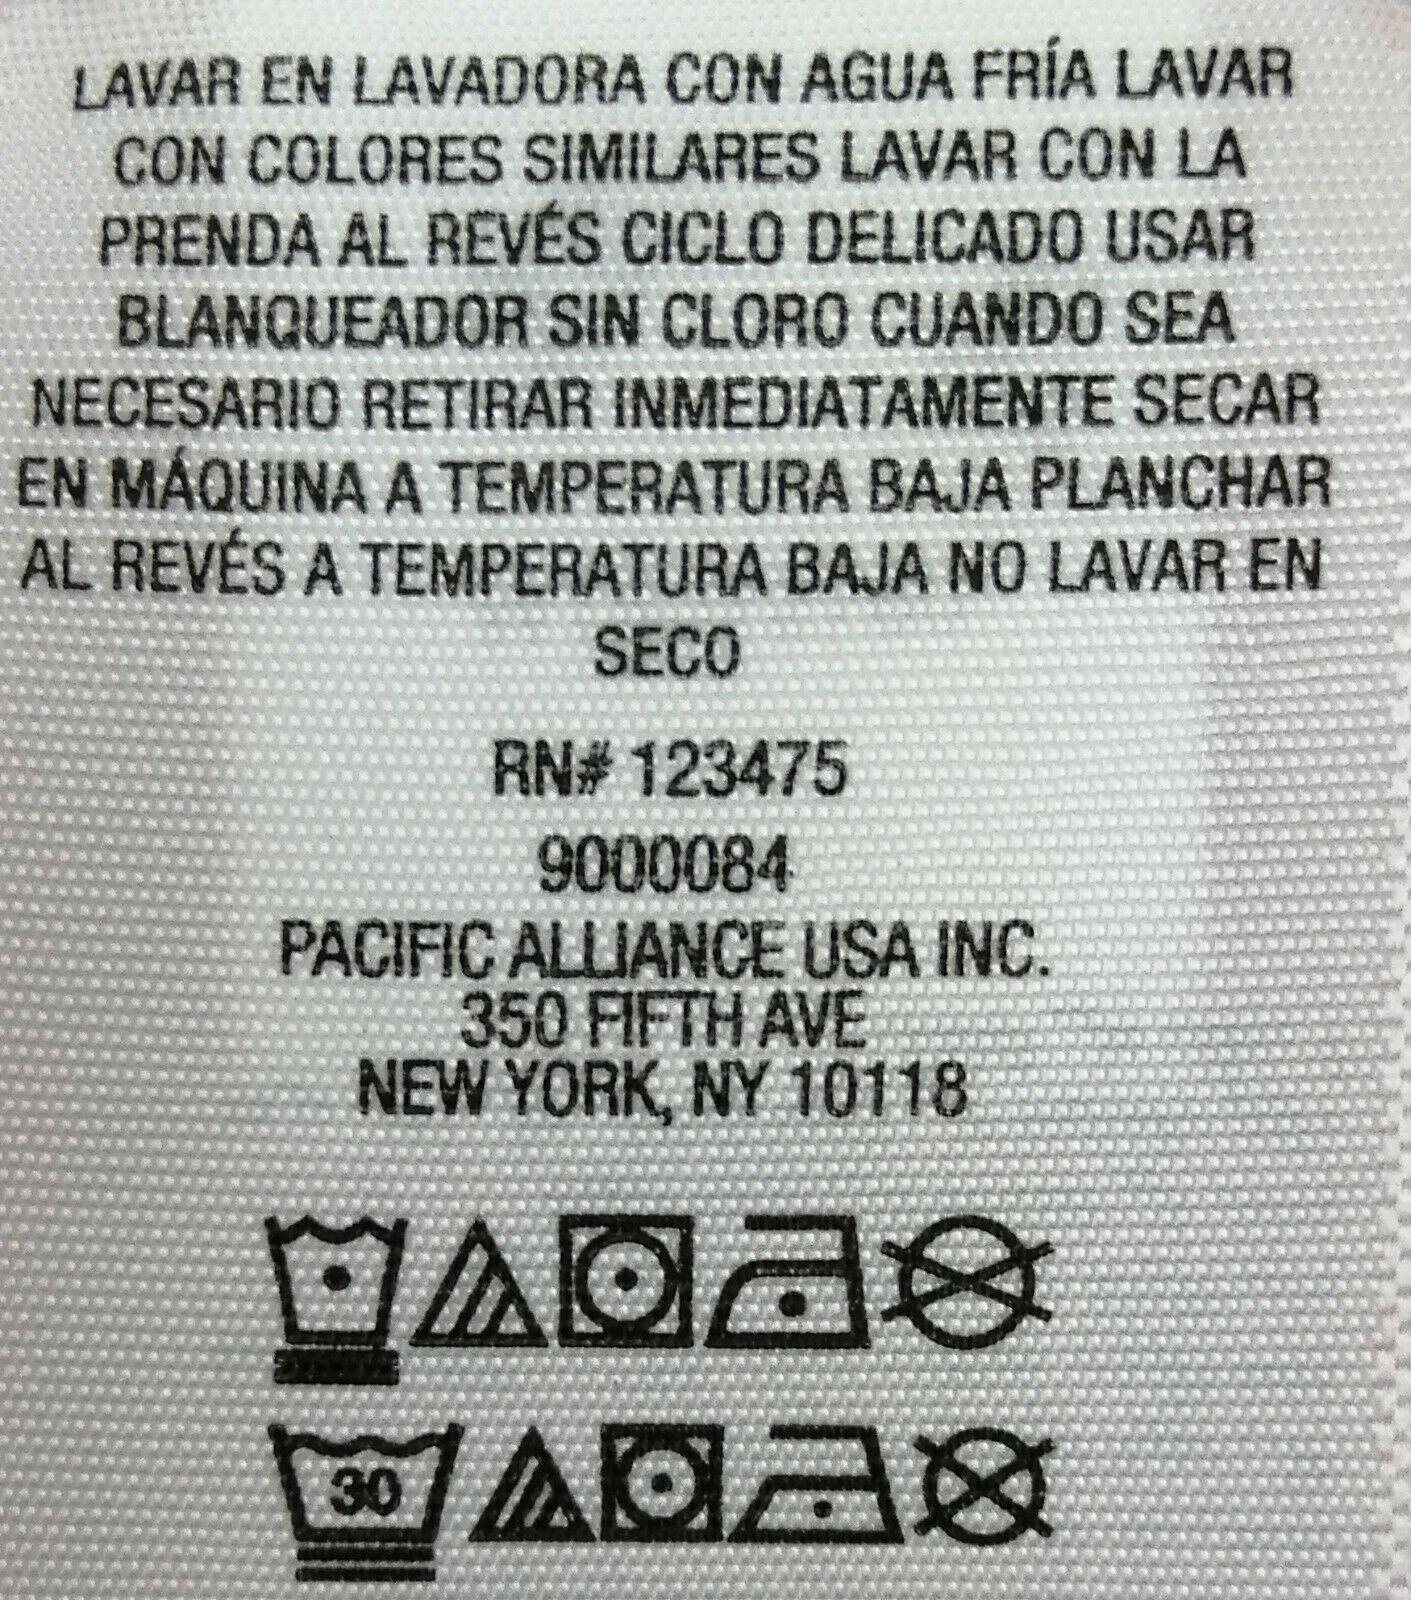 LAVAR EN LAVADORA CON AGUA FRÍA LAVAR
CON COLORES SIMILARES LAVAR CON LA
PRENDA AL REVÉS CICLO DELICADO USAR
BLANQUEADOR SIN CLORO CUANDO SEA
NECESARIO RETIRAR INMEDIATAMENTE SECAR
EN MÁQUINA A TEMPERATURA BAJA PLANCHAR
AL REVÉS A TEMPERATURA BAJA NO LAVAR EN
SECO
RN# 123475
9000084
PACIFIC ALLIANCE USA INC.
350 FIFTH AVE
NEW YORK, NY 10118
30